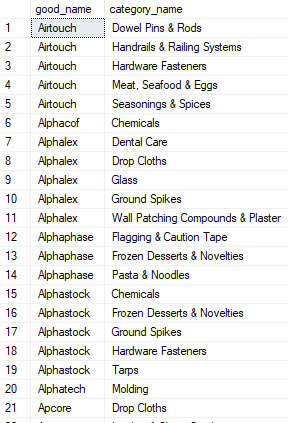 good_name category_name
1 Airtouch Dowel Pins & Rods
2 Airtouch Handrails & Railing Systems
3 Airtouch Hardware Fasteners
4 Airtouch Meat, Seafood & Eggs
5 Airtouch Seasonings & Spices
6 Alphacof Chemicals
7 Alphalex Dental Care
8 Alphalex Drop Cloths
9 Alphalex Glass
10 Alphalex Ground Spikes
11 Alphalex Wall Patching Compounds & Plaster
12 Alphaphase Flagging & Caution Tape
13 Alphaphase Frozen Desserts & Novelties
14 Alphaphase Pasta & Noodles
15 Alphastock Chemicals
16 Alphastock Frozen Desserts & Novelties
17 Alphastock Ground Spikes
18 Alphastock Hardware Fasteners
19 Alphastock Tarps
20 Alphatech Molding
21 Apcore Drop Cloths